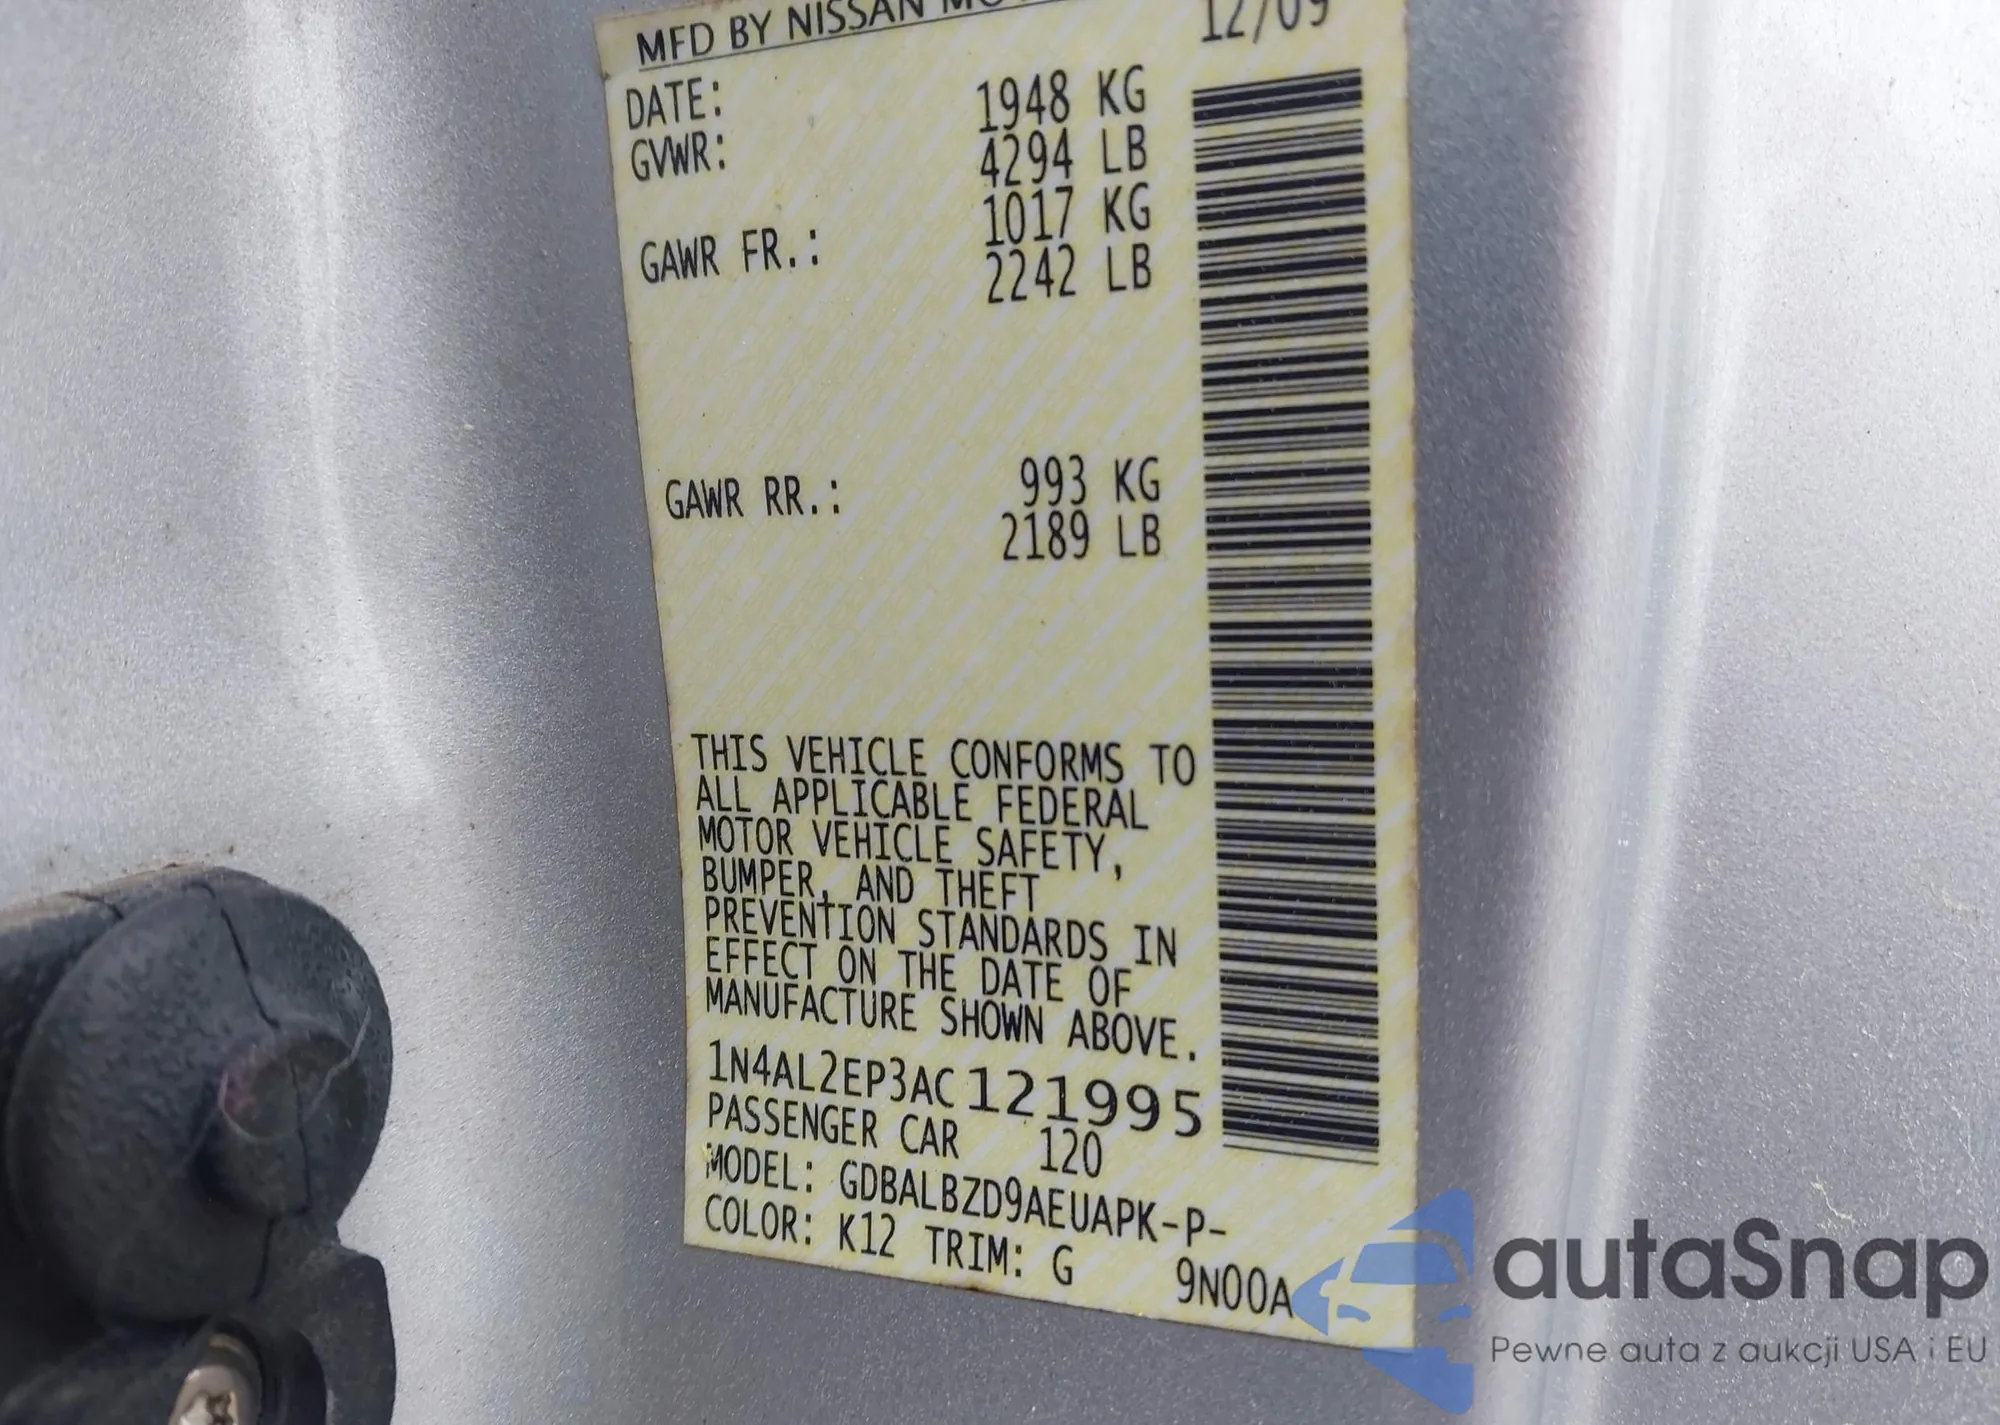 MFD BY NISSAN MO
12/09
DATE:
GVWR: 1948 KG
4294 LB
GAWR FR.: 1017 KG
2242 LB
GAWR RR.: 993 KG
2189 LB
THIS VEHICLE CONFORMS TO
ALL APPLICABLE FEDERAL
MOTOR VEHICLE SAFETY,
BUMPER, AND THEFT
PREVENTION STANDARDS IN
EFFECT ON THE DATE OF
MANUFACTURE SHOWN ABOVE.
1N4AL2EP3AC121995
PASSENGER CAR 120
MODEL: GDBALBZD9AEUAPK-P-
COLOR: K12 TRIM: G 9N00A
autaSnap
Pewne auta z aukcji USA i EU